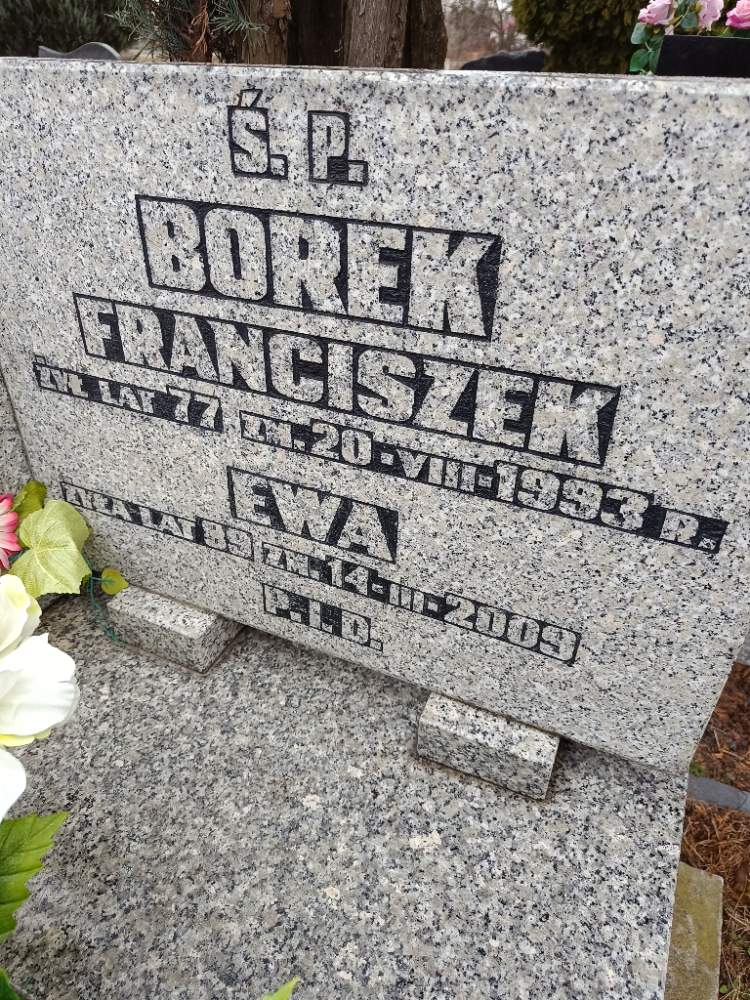 Ś. P.
BOREK
FRANCISZEK
ŻYŁ LAT 77. ZM. 20-VIII-1993 R.
EWA
ŻYŁA LAT 89 ZM. 14-III-2009
P. I. D.